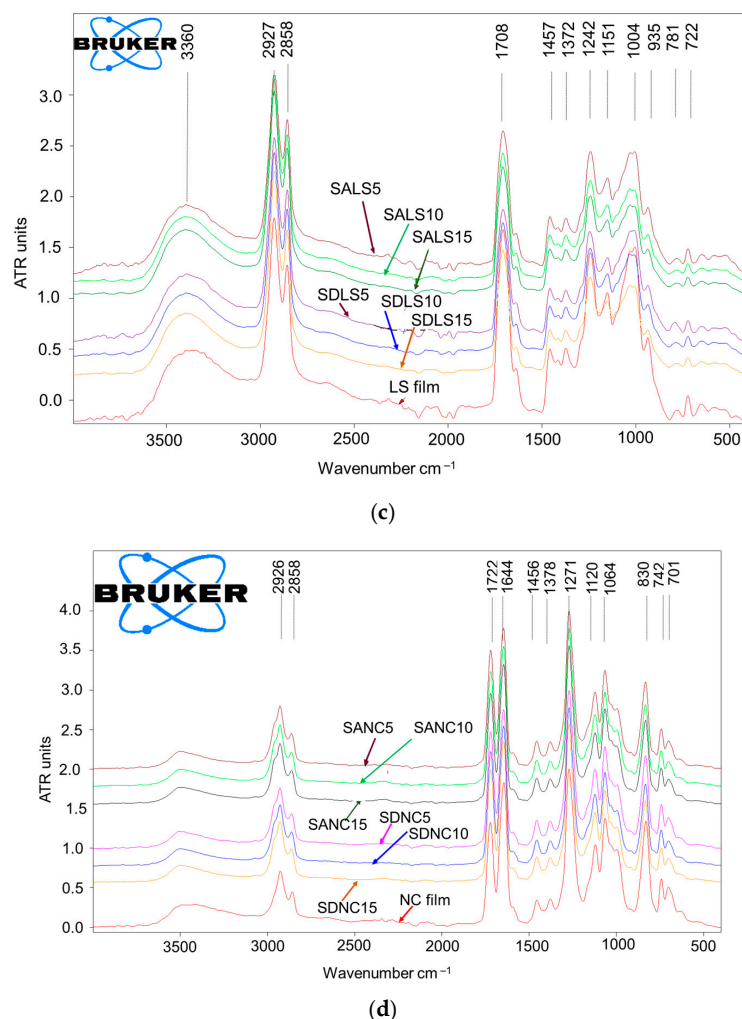 BRUKER
3360
2927
2858
1708
1457
1372
1242
1151
1004
935
781
722
3.0
2.5
2.0
1.5
1.0
0.5
0.0
ATR units
SALS5
SALS10
SALS15
SDLS5
SDLS10
SDLS15
LS film
3500 3000 2500 2000 1500 1000 500
Wavenumber cm⁻¹
(c)
BRUKER
2926
2858
1722
1644
1456
1378
1271
1120
1064
830
742
701
4.0
3.5
3.0
2.5
2.0
1.5
1.0
0.5
0.0
ATR units
SANC5
SANC10
SANC15
SDNC5
SDNC10
SDNC15
NC film
3500 3000 2500 2000 1500 1000 500
Wavenumber cm⁻¹
(d)